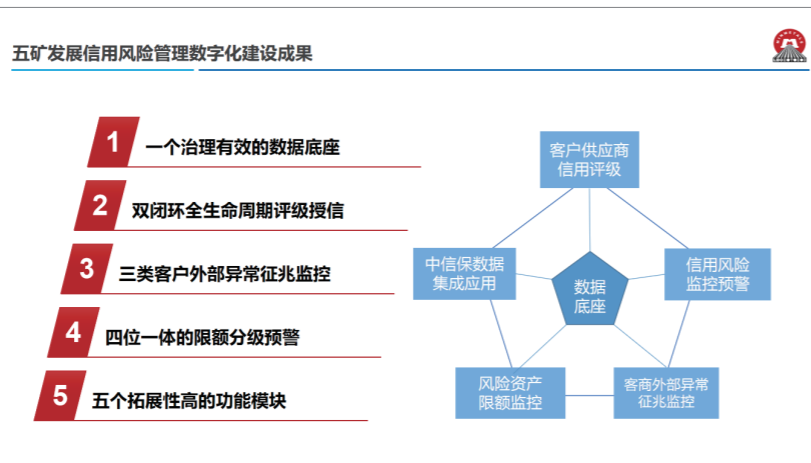 五矿发展信用风险管理数字化建设成果
1 一个治理有效的数据底座
2 双闭环全生命周期评级授信
3 三类客户外部异常征兆监控
4 四位一体的限额分级预警
5 五个拓展性高的功能模块
客户供应商
信用评级
中信保数据
集成应用
信用风险
监控预警
数据
底座
风险资产
限额监控
客商外部异常
征兆监控